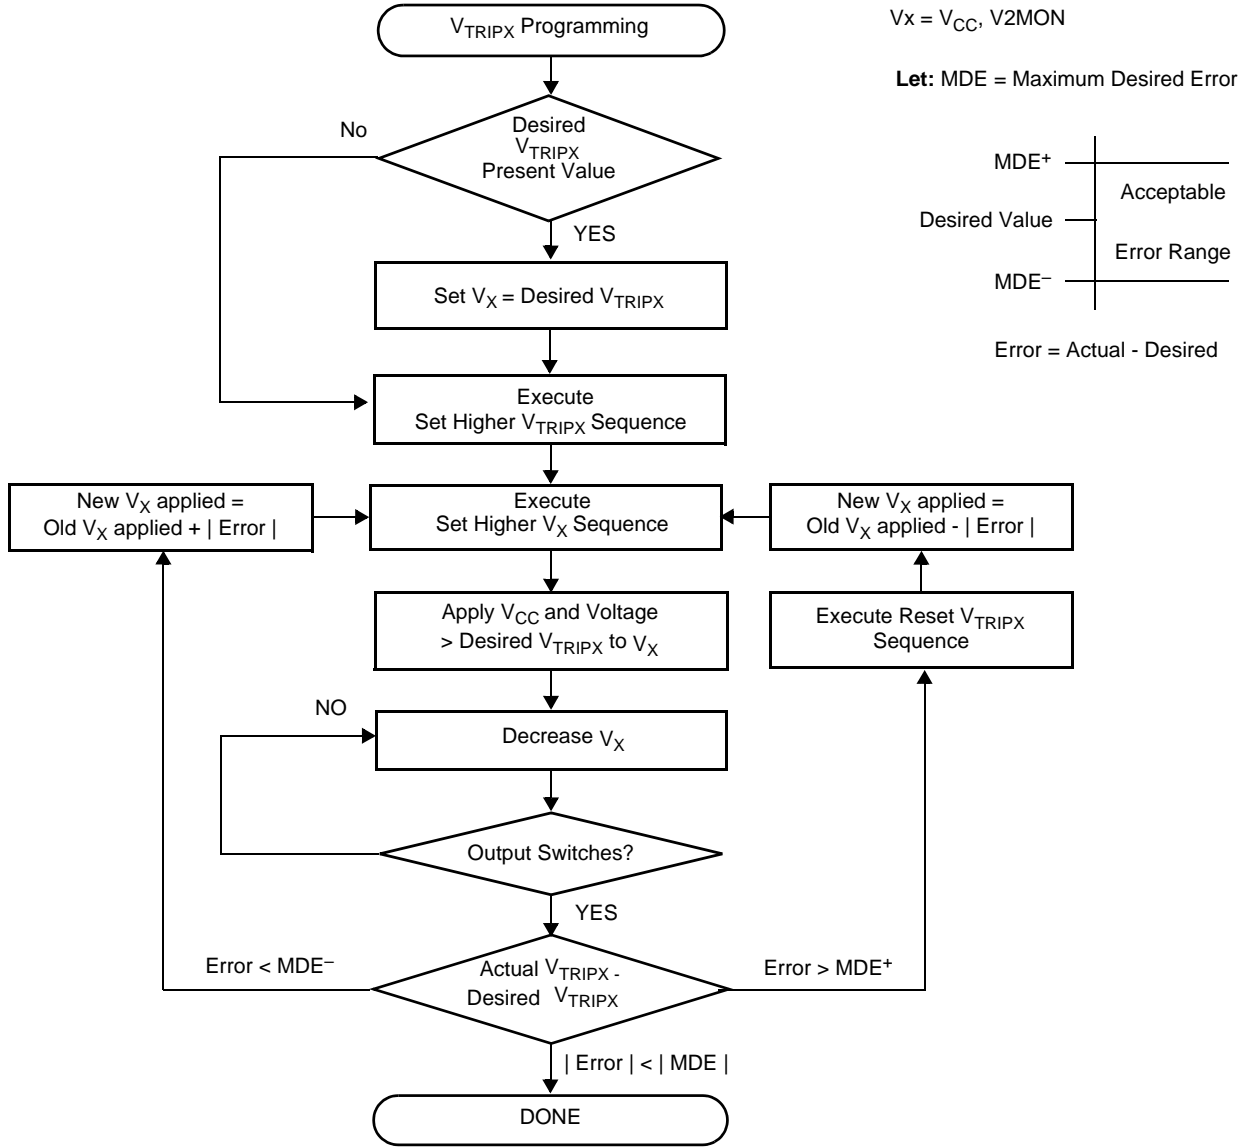 V_TRIPX Programming
Vx = V_CC, V2MON
Let: MDE = Maximum Desired Error
No
Desired
V_TRIPX
Present Value
YES
MDE⁺
Acceptable
Desired Value
Error Range
MDE⁻
Error = Actual - Desired
Set V_X = Desired V_TRIPX
Execute
Set Higher V_TRIPX Sequence
New V_X applied =
Old V_X applied + | Error |
Execute
Set Higher V_X Sequence
New V_X applied =
Old V_X applied - | Error |
Apply V_CC and Voltage
> Desired V_TRIPX to V_X
Execute Reset V_TRIPX
Sequence
NO
Decrease V_X
Output Switches?
YES
Error < MDE⁻
Actual V_TRIPX -
Desired V_TRIPX
Error > MDE⁺
| Error | < | MDE |
DONE